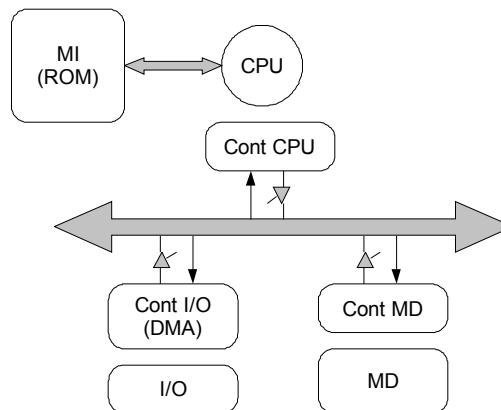 MI
(ROM)
CPU
Cont CPU
Cont I/O
(DMA)
Cont MD
I/O
MD